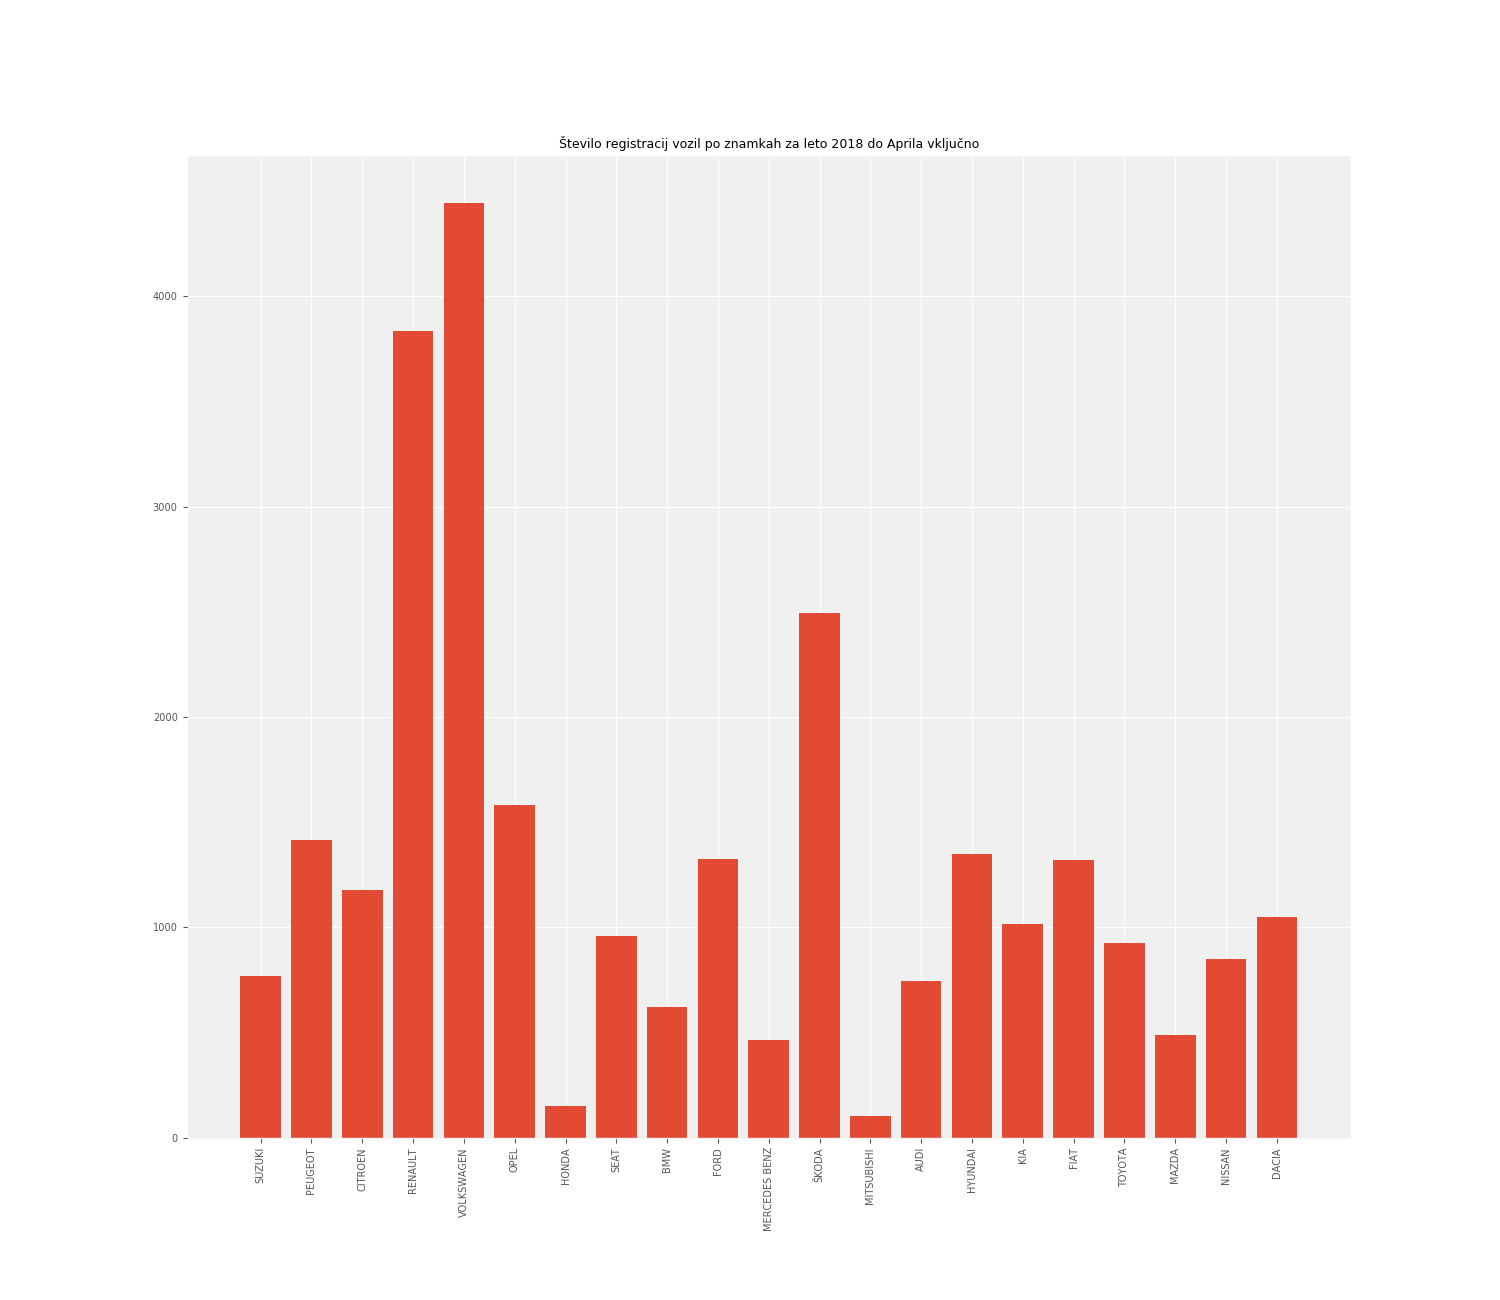 Število registracij vozil po znamkah za leto 2018 do Aprila vključno
4000
3000
2000
1000
0
SUZUKI
PEUGEOT
CITROEN
RENAULT
VOLKSWAGEN
OPEL
HONDA
SEAT
BMW
FORD
MERCEDES BENZ
ŠKODA
MITSUBISHI
AUDI
HYUNDAI
KIA
FIAT
TOYOTA
MAZDA
NISSAN
DACIA